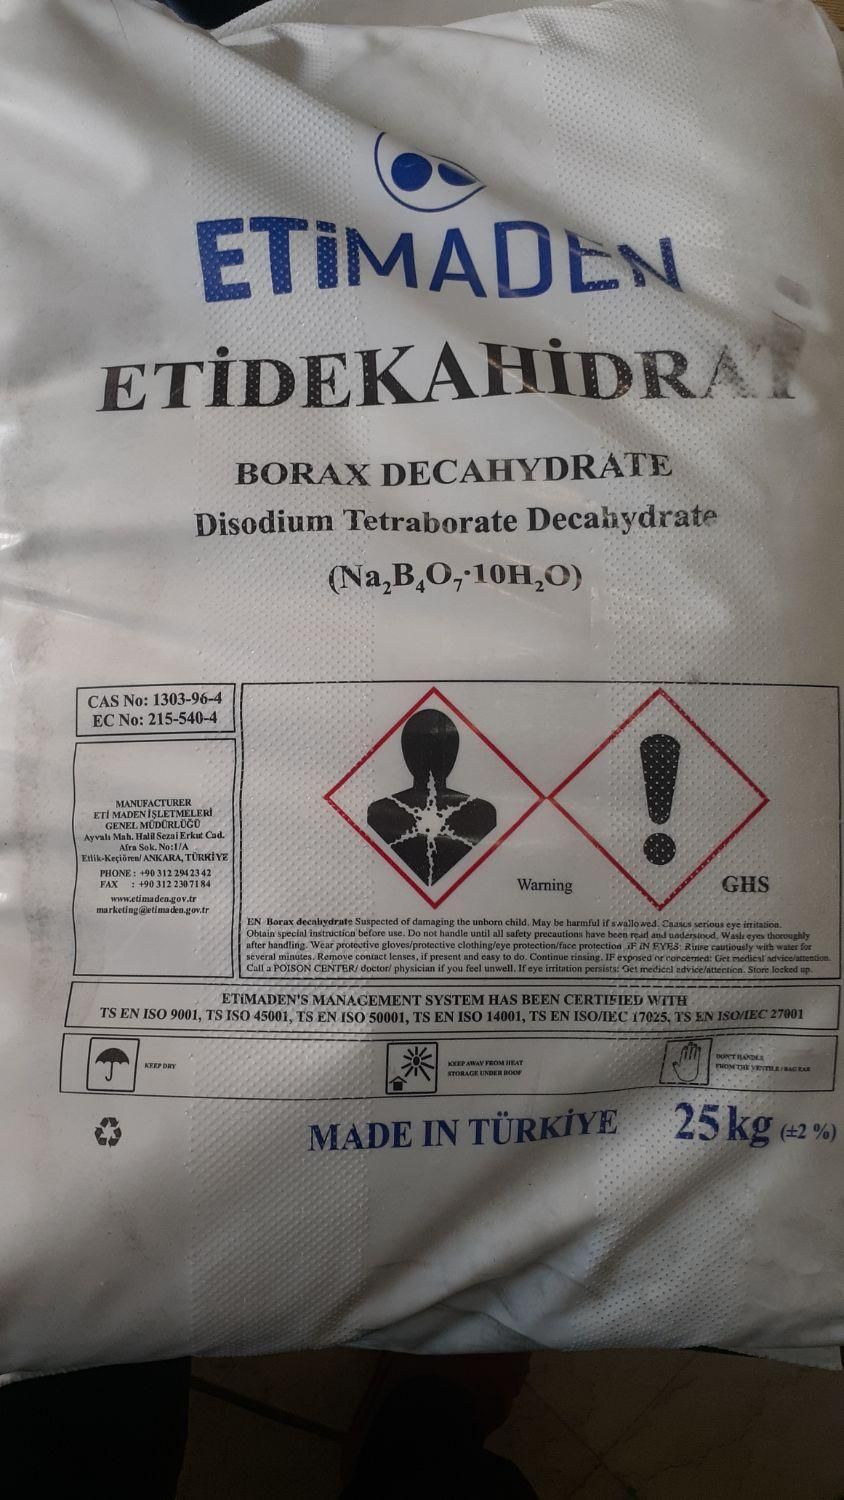 ETİMADEN
ETİDEKAHİDRAT
BORAX DECAHYDRATE
Disodium Tetraborate Decahydrate
(Na₂B₄O₇·10H₂O)
CAS No: 1303-96-4
EC No: 215-540-4
MANUFACTURER
ETİ MADEN İŞLETMELERİ
GENEL MÜDÜRLÜĞÜ
Ayvalı Mah. Halil Sezai Erkut Cad.
Afra Sok. No:1/A
Etlik-Keçiören/ ANKARA, TÜRKİYE
PHONE : +90 312 294 23 42
FAX : +90 312 230 71 84
www.etimaden.gov.tr
marketing@etimaden.gov.tr
Warning
GHS
EN Borax decahydrate Suspected of damaging the unborn child. May be harmful if swallowed. Causes serious eye irritation.
Obtain special instruction before use. Do not handle until all safety precautions have been read and understood. Wash eyes thoroughly
after handling. Wear protective gloves/protective clothing/eye protection/face protection .IF IN EYES: Rinse cautiously with water for
several minutes. Remove contact lenses, if present and easy to do. Continue rinsing. IF exposed or concerned: Get medical advice/attention.
Call a POISON CENTER/ doctor/ physician if you feel unwell. If eye irritation persists: Get medical advice/attention. Store locked up.
ETİMADEN'S MANAGEMENT SYSTEM HAS BEEN CERTIFIED WITH
TS EN ISO 9001, TS ISO 45001, TS EN ISO 50001, TS EN ISO 14001, TS EN ISO/IEC 17025, TS EN ISO/IEC 27001
KEEP DRY
KEEP AWAY FROM HEAT
STORAGE UNDER ROOF
DON'T HANDLE
FROM THE VENTILE / BAG EAR
MADE IN TÜRKİYE
25 kg (±2 %)